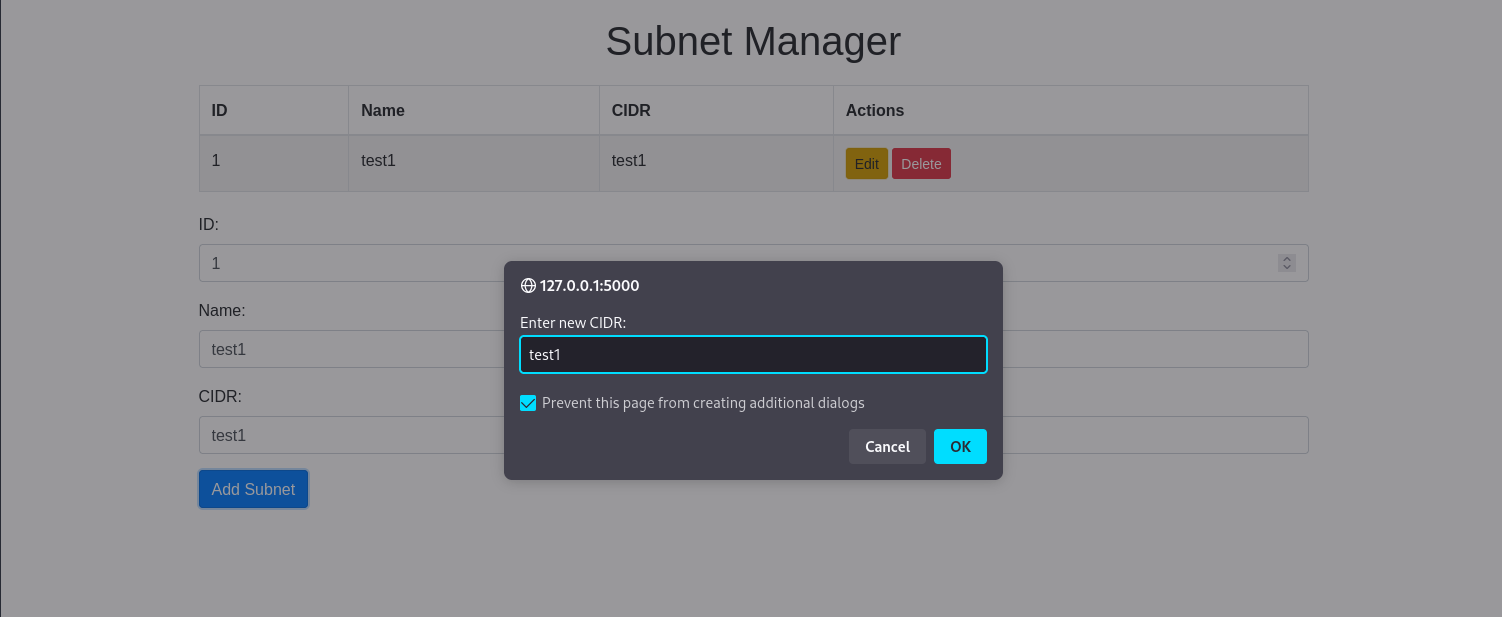 Subnet Manager
ID Name CIDR Actions
1 test1 test1 Edit Delete
ID:
1
127.0.0.1:5000
Name:
Enter new CIDR:
test1
test1
CIDR:
Prevent this page from creating additional dialogs
test1
Cancel OK
Add Subnet